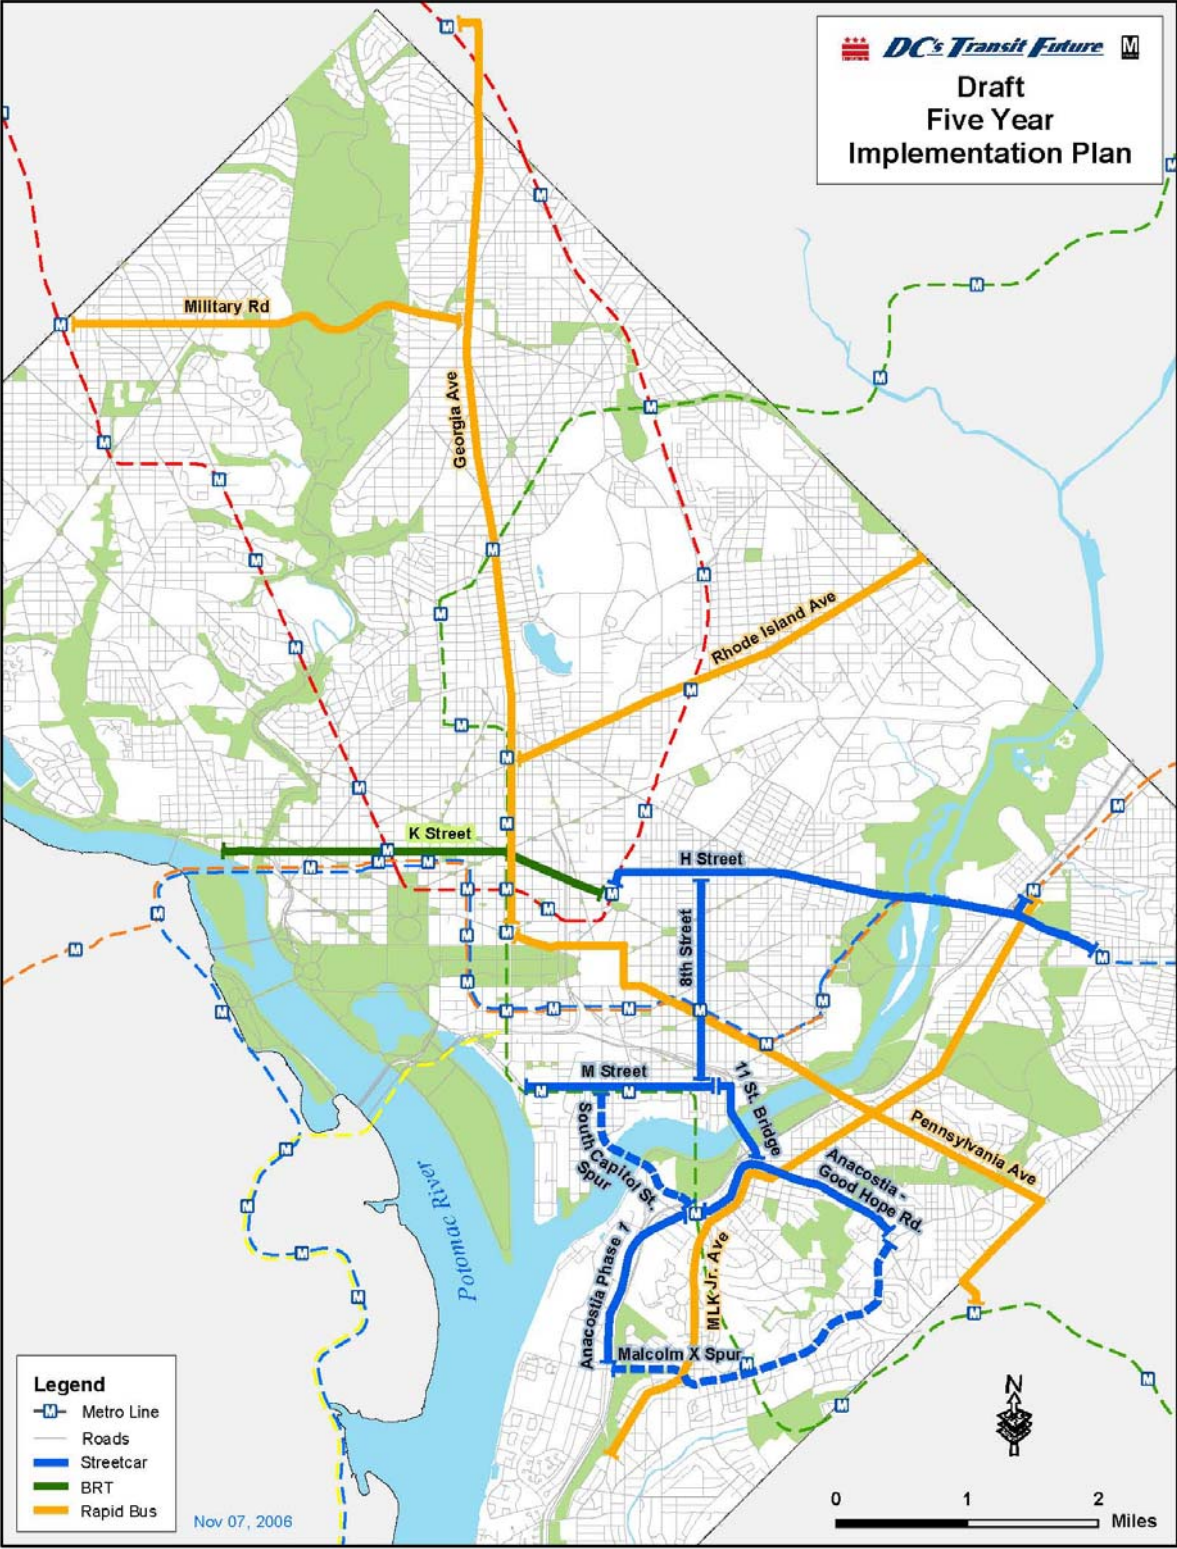 DC's Transit Future M
Draft
Five Year
Implementation Plan
Military Rd
Georgia Ave
Rhode Island Ave
K Street
H Street
8th Street
M Street
11 St. Bridge
South Capitol St.
Spur
Pennsylvania Ave
Anacostia -
Good Hope Rd.
Potomac River
Anacostia Phase 1
MLK Jr. Ave
Malcolm X Spur
Legend
M Metro Line
Roads
Streetcar
BRT
Rapid Bus
Nov 07, 2006
N
0 1 2
Miles